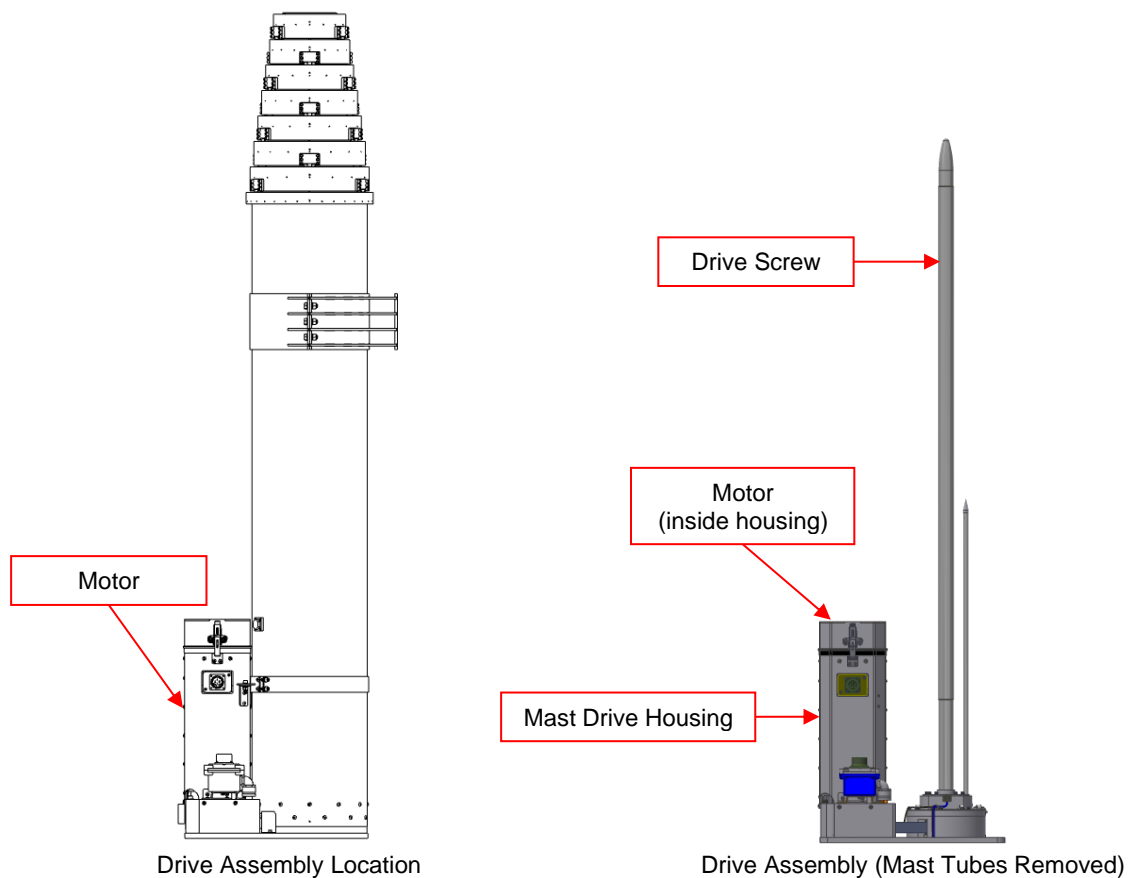 Drive Screw
Motor
(inside housing)
Motor
Mast Drive Housing
Drive Assembly Location
Drive Assembly (Mast Tubes Removed)